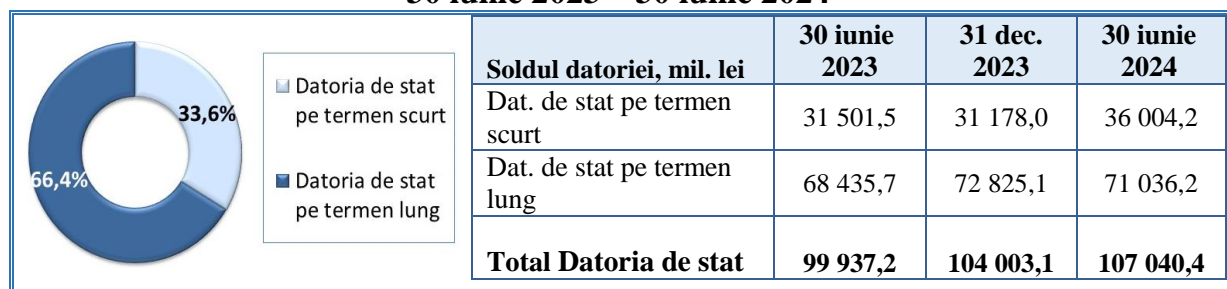 30 iunie 2023 – 30 iunie 2024
33,6%
66,4%
Datoria de stat
pe termen scurt
Datoria de stat
pe termen lung
Soldul datoriei, mil. lei 30 iunie 2023 31 dec. 2023 30 iunie 2024
Dat. de stat pe termen
scurt 31 501,5 31 178,0 36 004,2
Dat. de stat pe termen
lung 68 435,7 72 825,1 71 036,2
Total Datoria de stat 99 937,2 104 003,1 107 040,4